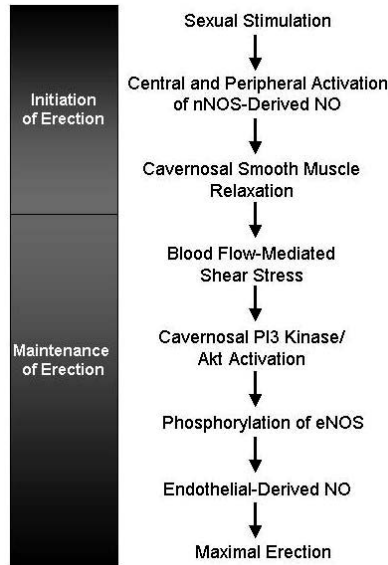 Initiation
of Erection
Maintenance
of Erection
Sexual Stimulation
Central and Peripheral Activation
of nNOS-Derived NO
Cavernosal Smooth Muscle
Relaxation
Blood Flow-Mediated
Shear Stress
Cavernosal PI3 Kinase/
Akt Activation
Phosphorylation of eNOS
Endothelial-Derived NO
Maximal Erection